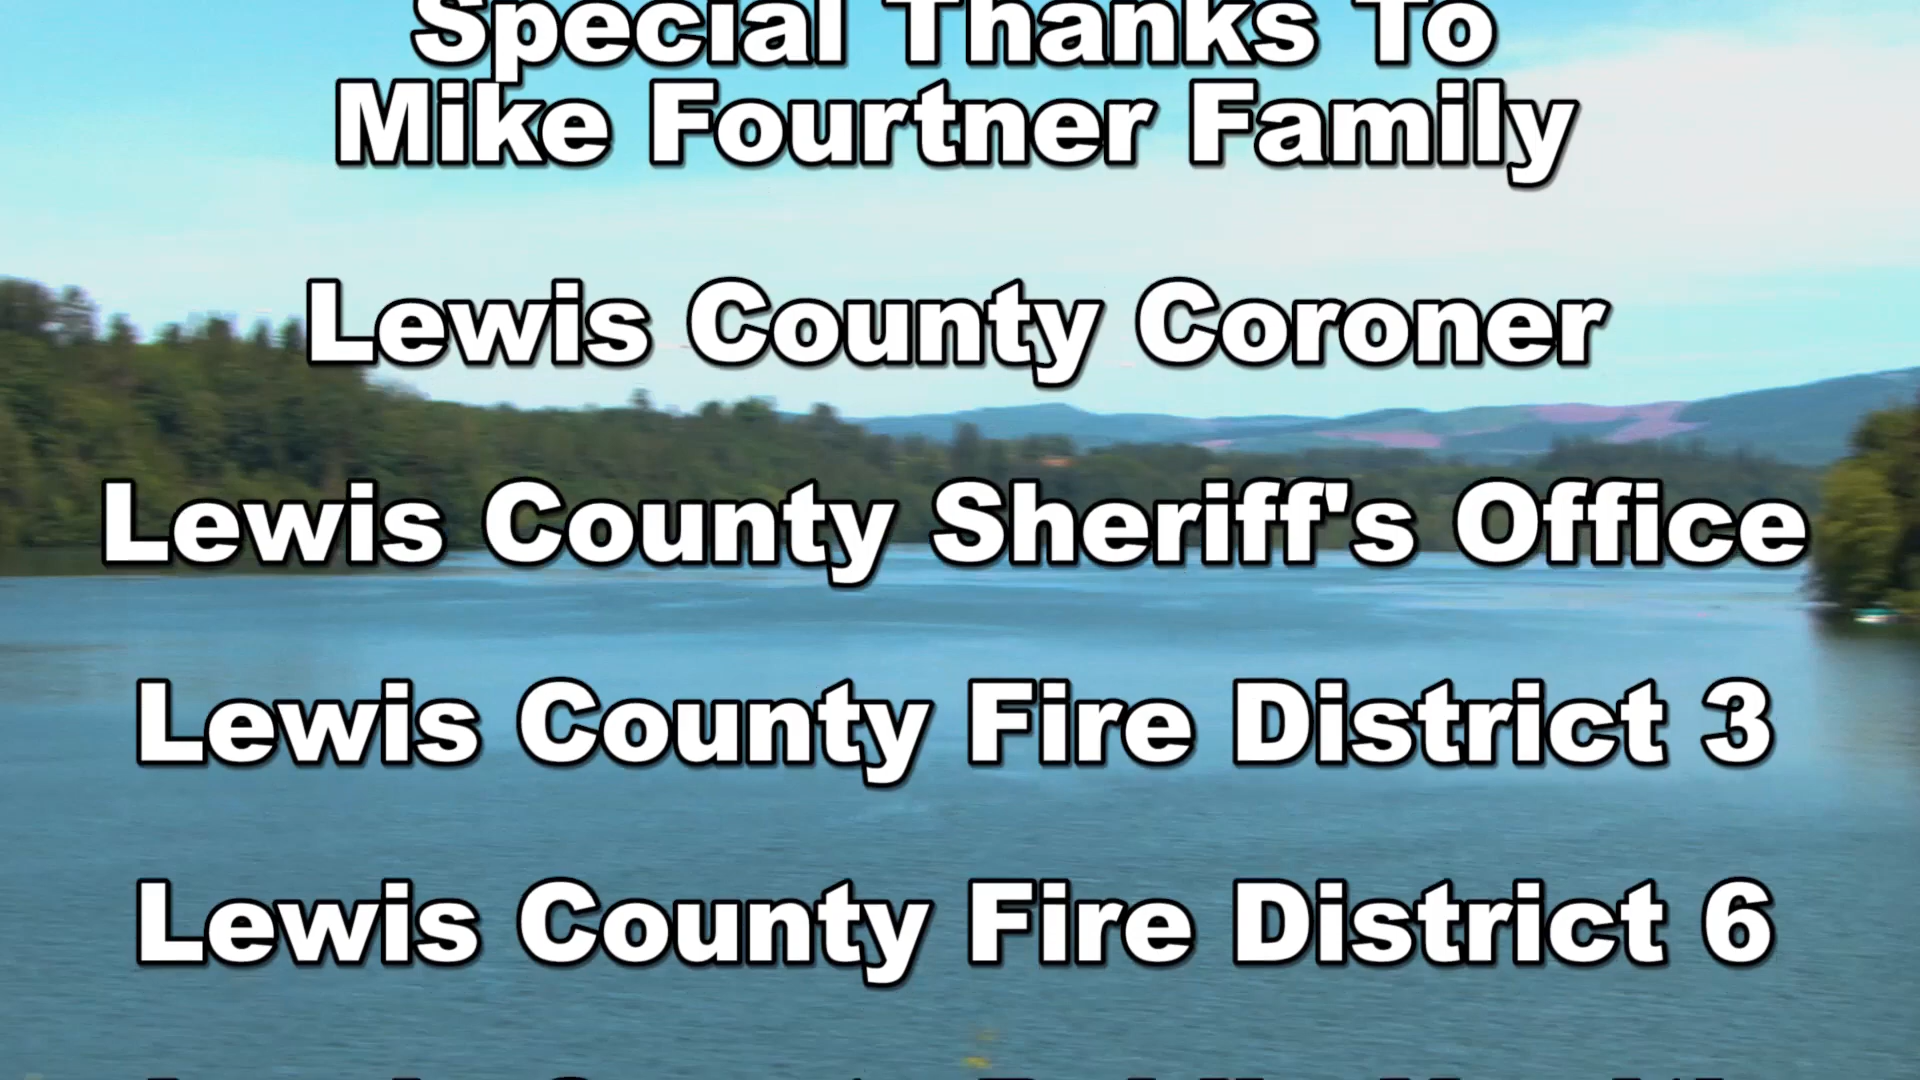 Special Thanks To
Mike Fourtner Family
Lewis County Coroner
Lewis County Sheriff's Office
Lewis County Fire District 3
Lewis County Fire District 6